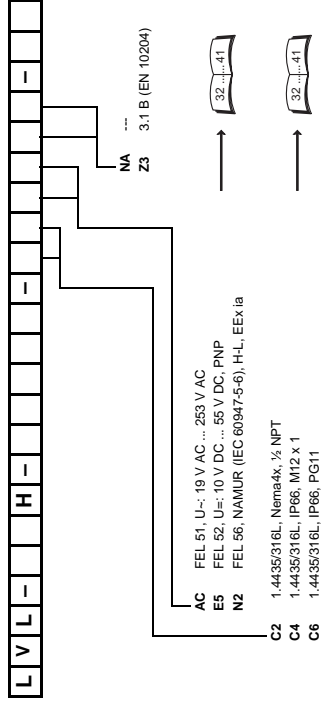 L V L – H – – –
NA ---
Z3 3.1 B (EN 10204)
32 ...... 41
AC FEL 51, U~: 19 V AC ... 253 V AC
E5 FEL 52, U=: 10 V DC ... 55 V DC, PNP
N2 FEL 56, NAMUR (IEC 60947-5-6), H-L, EEx ia
32 ...... 41
C2 1.4435/316L, Nema4x, ½ NPT
C4 1.4435/316L, IP66, M12 x 1
C6 1.4435/316L, IP66, PG11